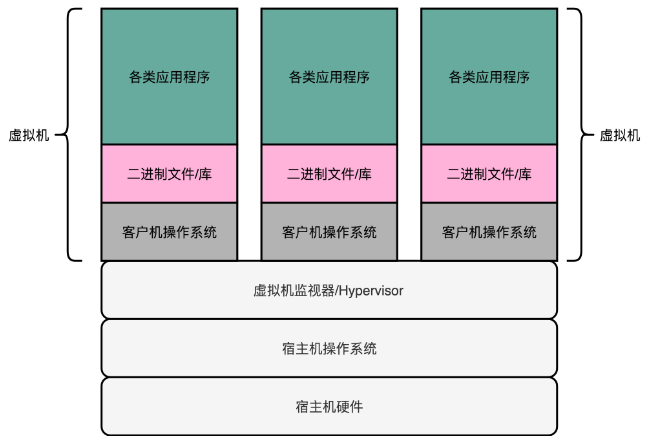 各类应用程序
各类应用程序
各类应用程序
虚拟机
虚拟机
二进制文件/库
二进制文件/库
二进制文件/库
客户机操作系统
客户机操作系统
客户机操作系统
虚拟机监视器/Hypervisor
宿主机操作系统
宿主机硬件